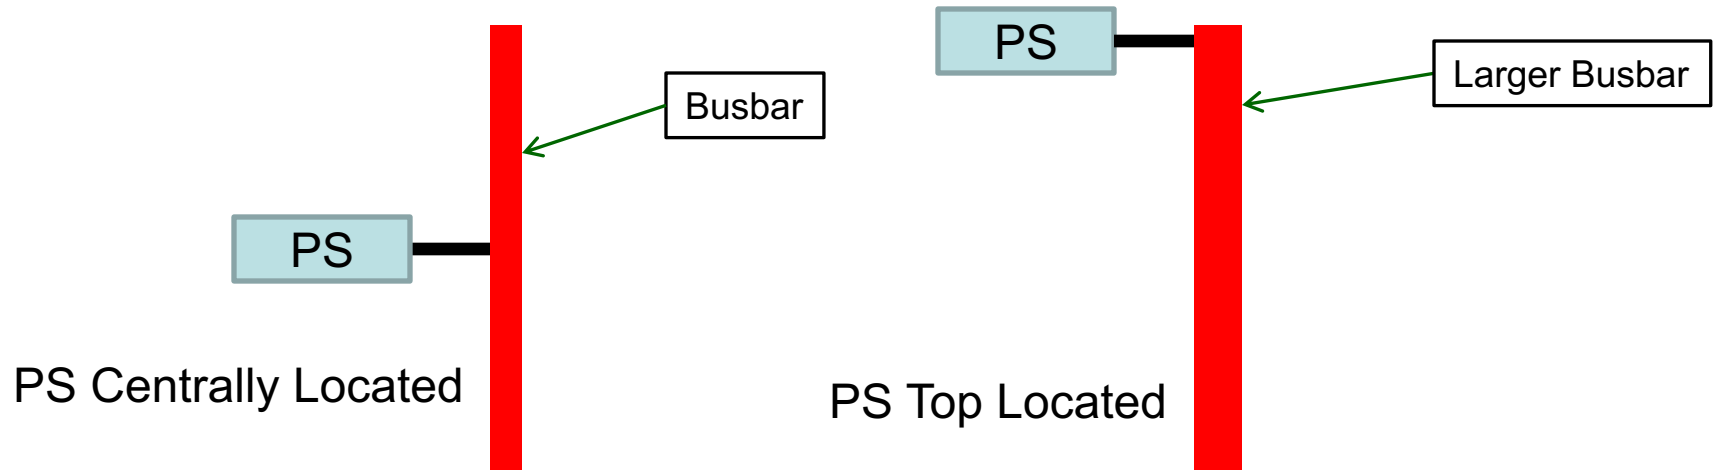 PS
Busbar
PS Centrally Located
PS
Larger Busbar
PS Top Located